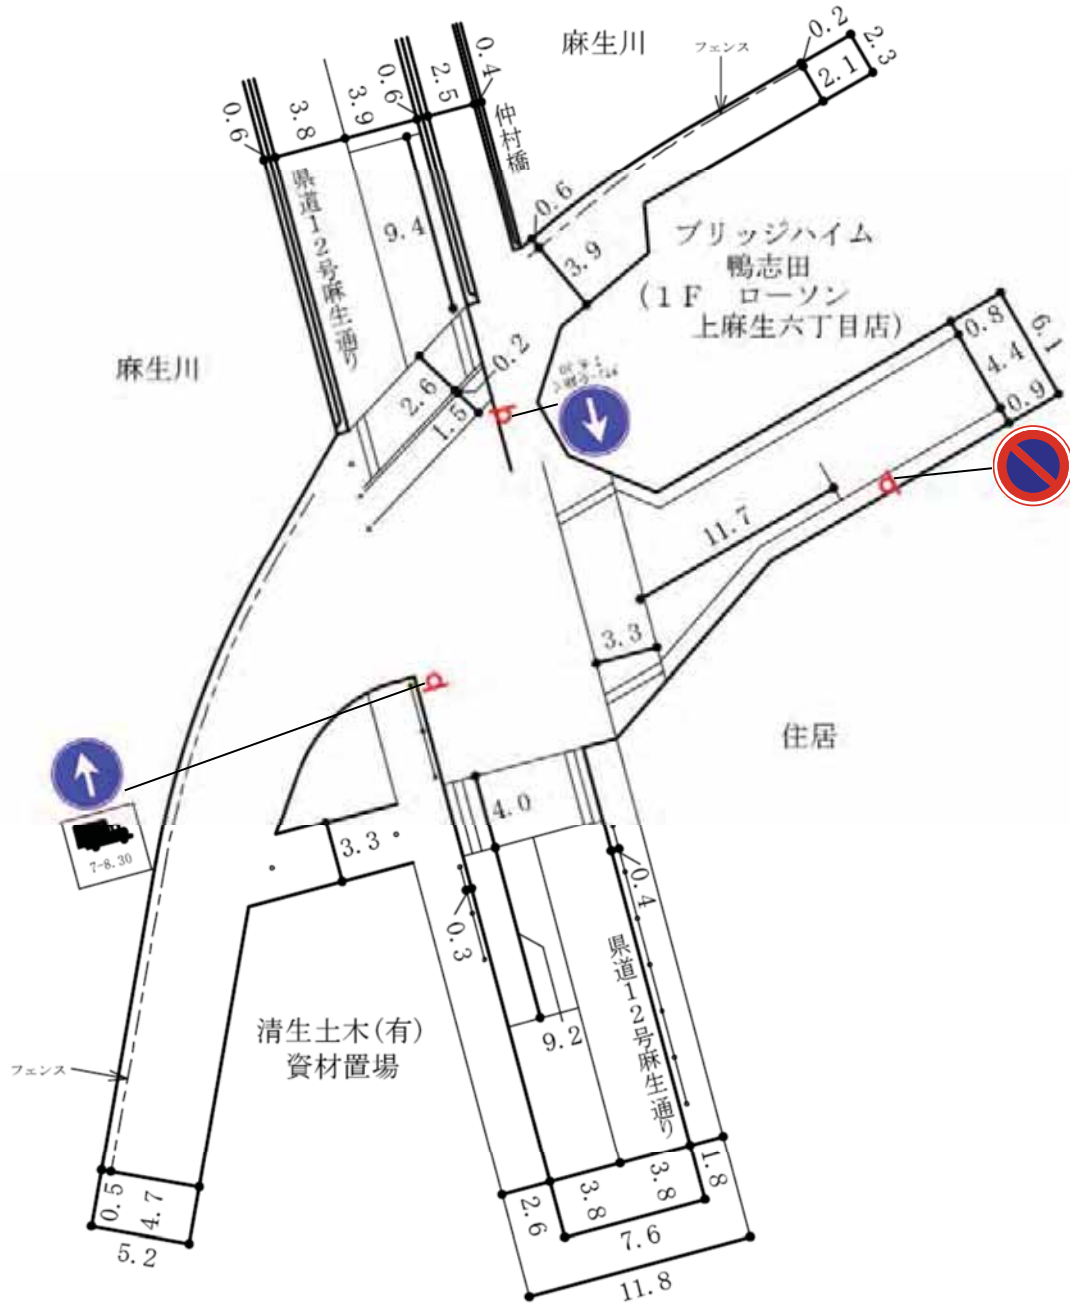 麻生川
フェンス
0.2
2.3
2.1
0.6
3.8
3.9
0.6
2.5
0.4
仲村橋
県道12号麻生通り
9.4
0.6
3.9
ブリッジハイム
鴨志田
(1F ローソン
上麻生六丁目店)
麻生川
0.2
2.6
1.5
0.8
6.1
4.4
0.9
11.7
3.3
住居
7-8.30
3.3
4.0
0.4
0.3
県道12号麻生通り
清生土木(有)
資材置場
9.2
フェンス
0.5
4.7
5.2
2.6
3.8
3.8
1.8
7.6
11.8